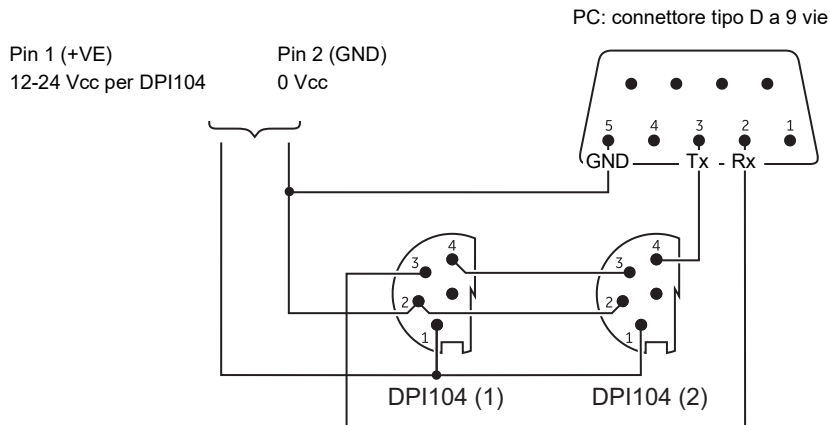 PC: connettore tipo D a 9 vie
Pin 1 (+VE)
12-24 Vcc per DPI104
Pin 2 (GND)
0 Vcc
5 4 3 2 1
GND Tx - Rx
4
3
2
1
4
3
2
1
DPI104 (1)
DPI104 (2)